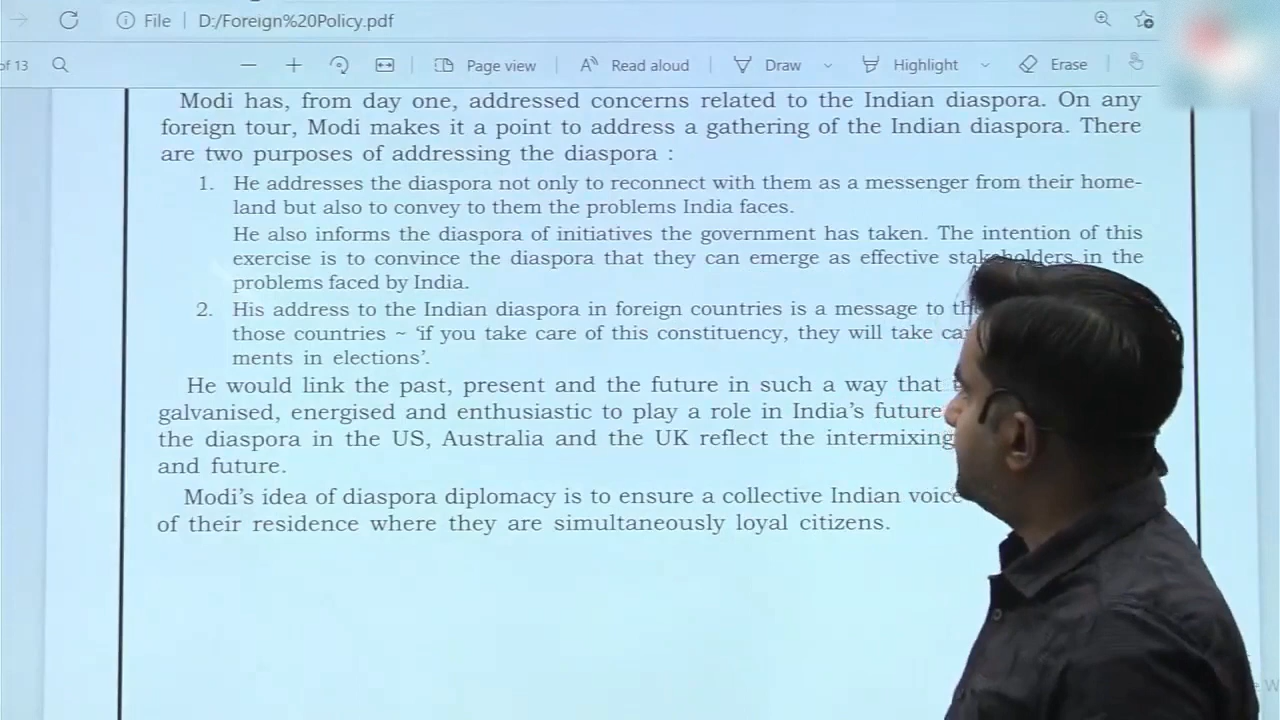 File D:/Foreign%20Policy.pdf
of 13 Page view Read aloud Draw Highlight Erase
Modi has, from day one, addressed concerns related to the Indian diaspora. On any
foreign tour, Modi makes it a point to address a gathering of the Indian diaspora. There
are two purposes of addressing the diaspora :
1. He addresses the diaspora not only to reconnect with them as a messenger from their home-
land but also to convey to them the problems India faces.
He also informs the diaspora of initiatives the government has taken. The intention of this
exercise is to convince the diaspora that they can emerge as effective stakeholders in the
problems faced by India.
2. His address to the Indian diaspora in foreign countries is a message to
those countries ~ ‘if you take care of this constituency, they will take
ments in elections’.
He would link the past, present and the future in such a way that
galvanised, energised and enthusiastic to play a role in India’s future
the diaspora in the US, Australia and the UK reflect the intermixing
and future.
Modi’s idea of diaspora diplomacy is to ensure a collective Indian voice
of their residence where they are simultaneously loyal citizens.